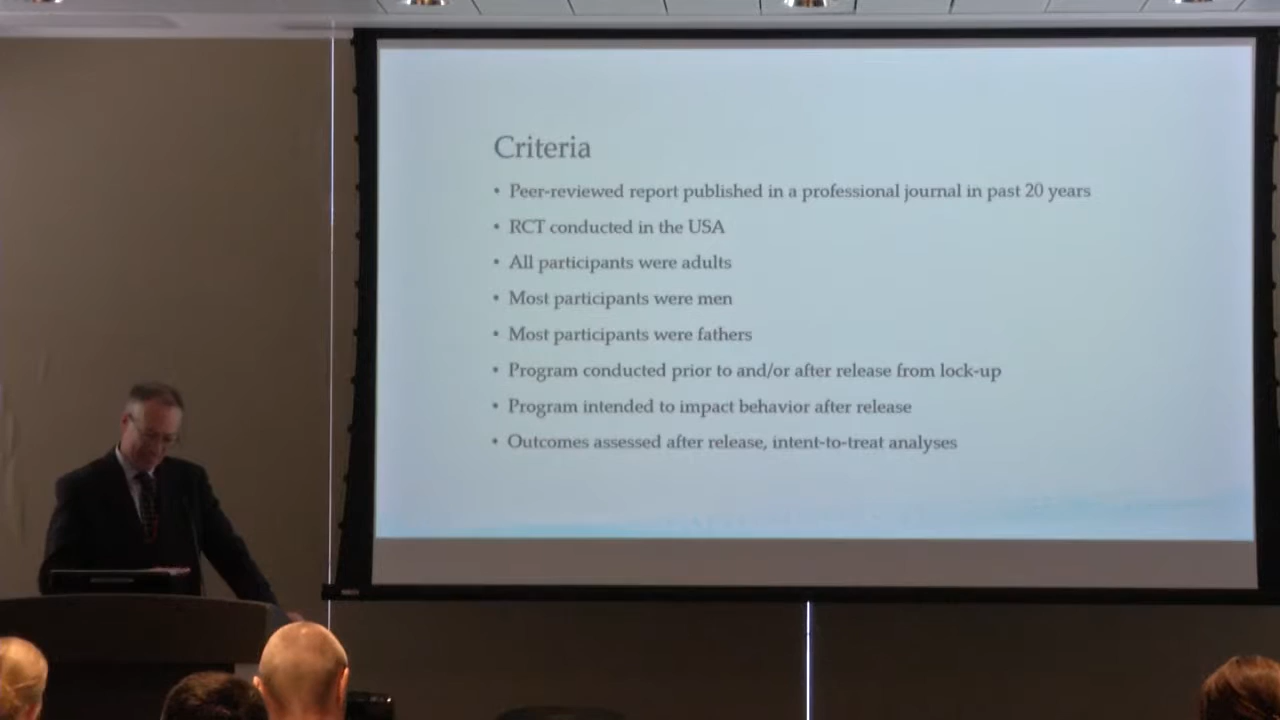 Criteria
• Peer-reviewed report published in a professional journal in past 20 years
• RCT conducted in the USA
• All participants were adults
• Most participants were men
• Most participants were fathers
• Program conducted prior to and/or after release from lock-up
• Program intended to impact behavior after release
• Outcomes assessed after release, intent-to-treat analyses